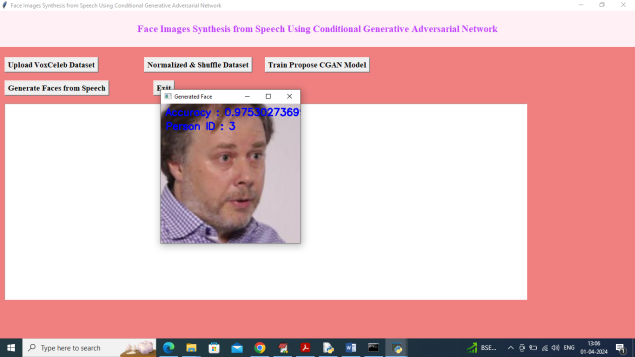 Face Images Synthesis from Speech Using Conditional Generative Adversarial Network
Face Images Synthesis from Speech Using Conditional Generative Adversarial Network
Upload VoxCeleb Dataset
Normalized & Shuffle Dataset
Train Propose CGAN Model
Generate Faces from Speech
Exit
Generated Face
Accuracy : 0.9753027369
Person ID : 3
Type here to search
BSE...
ENG
13:06
01-04-2024